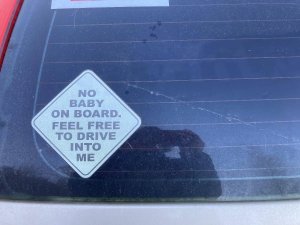 NO
BABY
ON BOARD.
FEEL FREE
TO DRIVE
INTO
ME